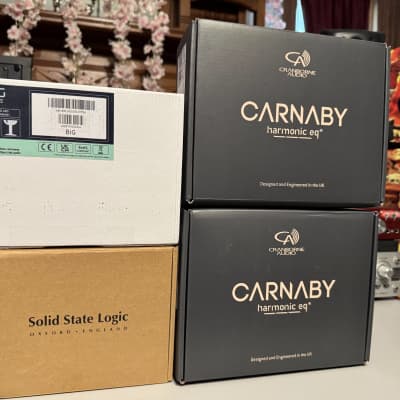 BiG
Solid State Logic
OXFORD • ENGLAND
CRANBORNE
AUDIO
CARNABY
harmonic eq®
Designed and Engineered in the UK
CRANBORNE
AUDIO
CARNABY
harmonic eq®
Designed and Engineered in the UK